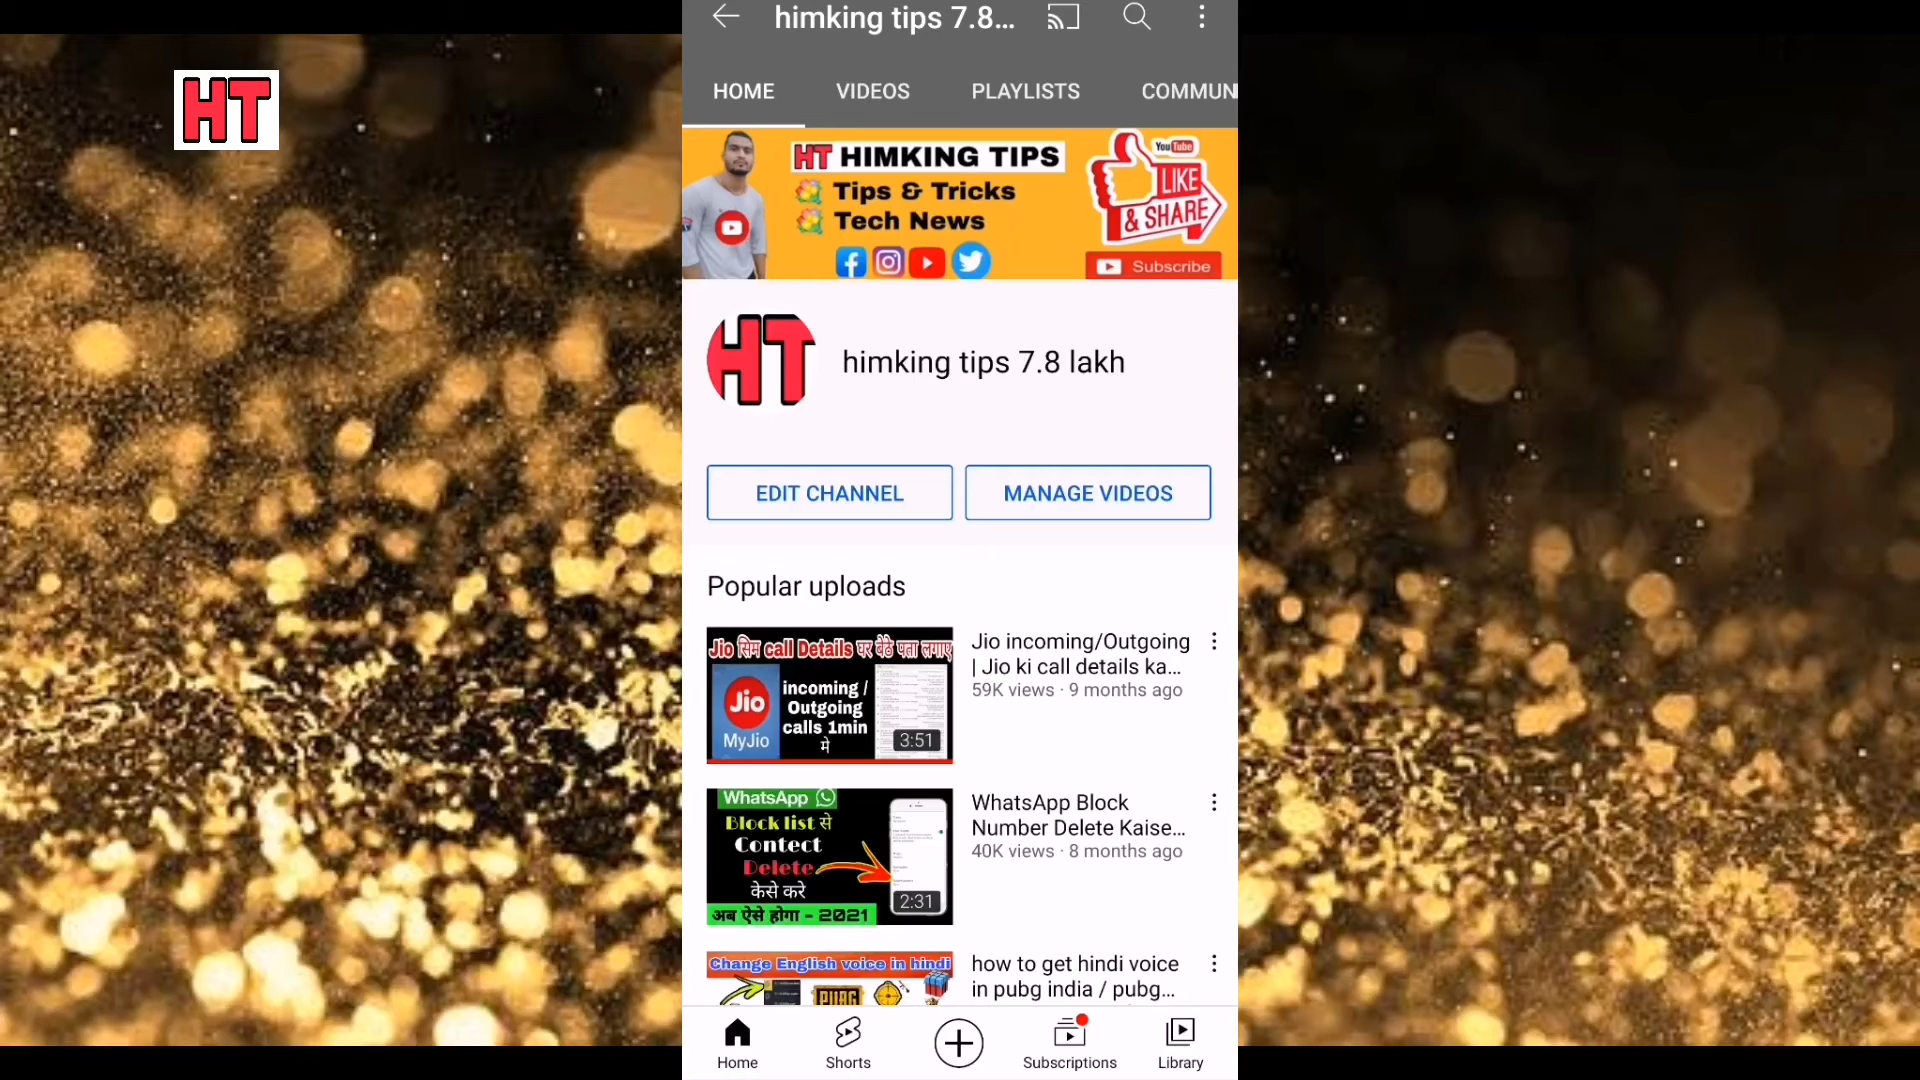 himking tips 7.8...
HT
HOME VIDEOS PLAYLISTS COMMUN
HT HIMKING TIPS
Tips & Tricks
Tech News
YouTube
LIKE
& SHARE
Subscribe
HT
himking tips 7.8 lakh
EDIT CHANNEL MANAGE VIDEOS
Popular uploads
Jio सिम call Details घर बैठे पता लगाए
Jio
MyJio
incoming /
Outgoing
calls 1min
मे
3:51
Jio incoming/Outgoing
| Jio ki call details ka...
59K views · 9 months ago
WhatsApp
Block list से
Contect
Delete
केसे करे
अब ऐसे होगा - 2021
2:31
WhatsApp Block
Number Delete Kaise...
40K views · 8 months ago
Change English voice in hindi
PUBG
how to get hindi voice
in pubg india / pubg...
Home Shorts Subscriptions Library